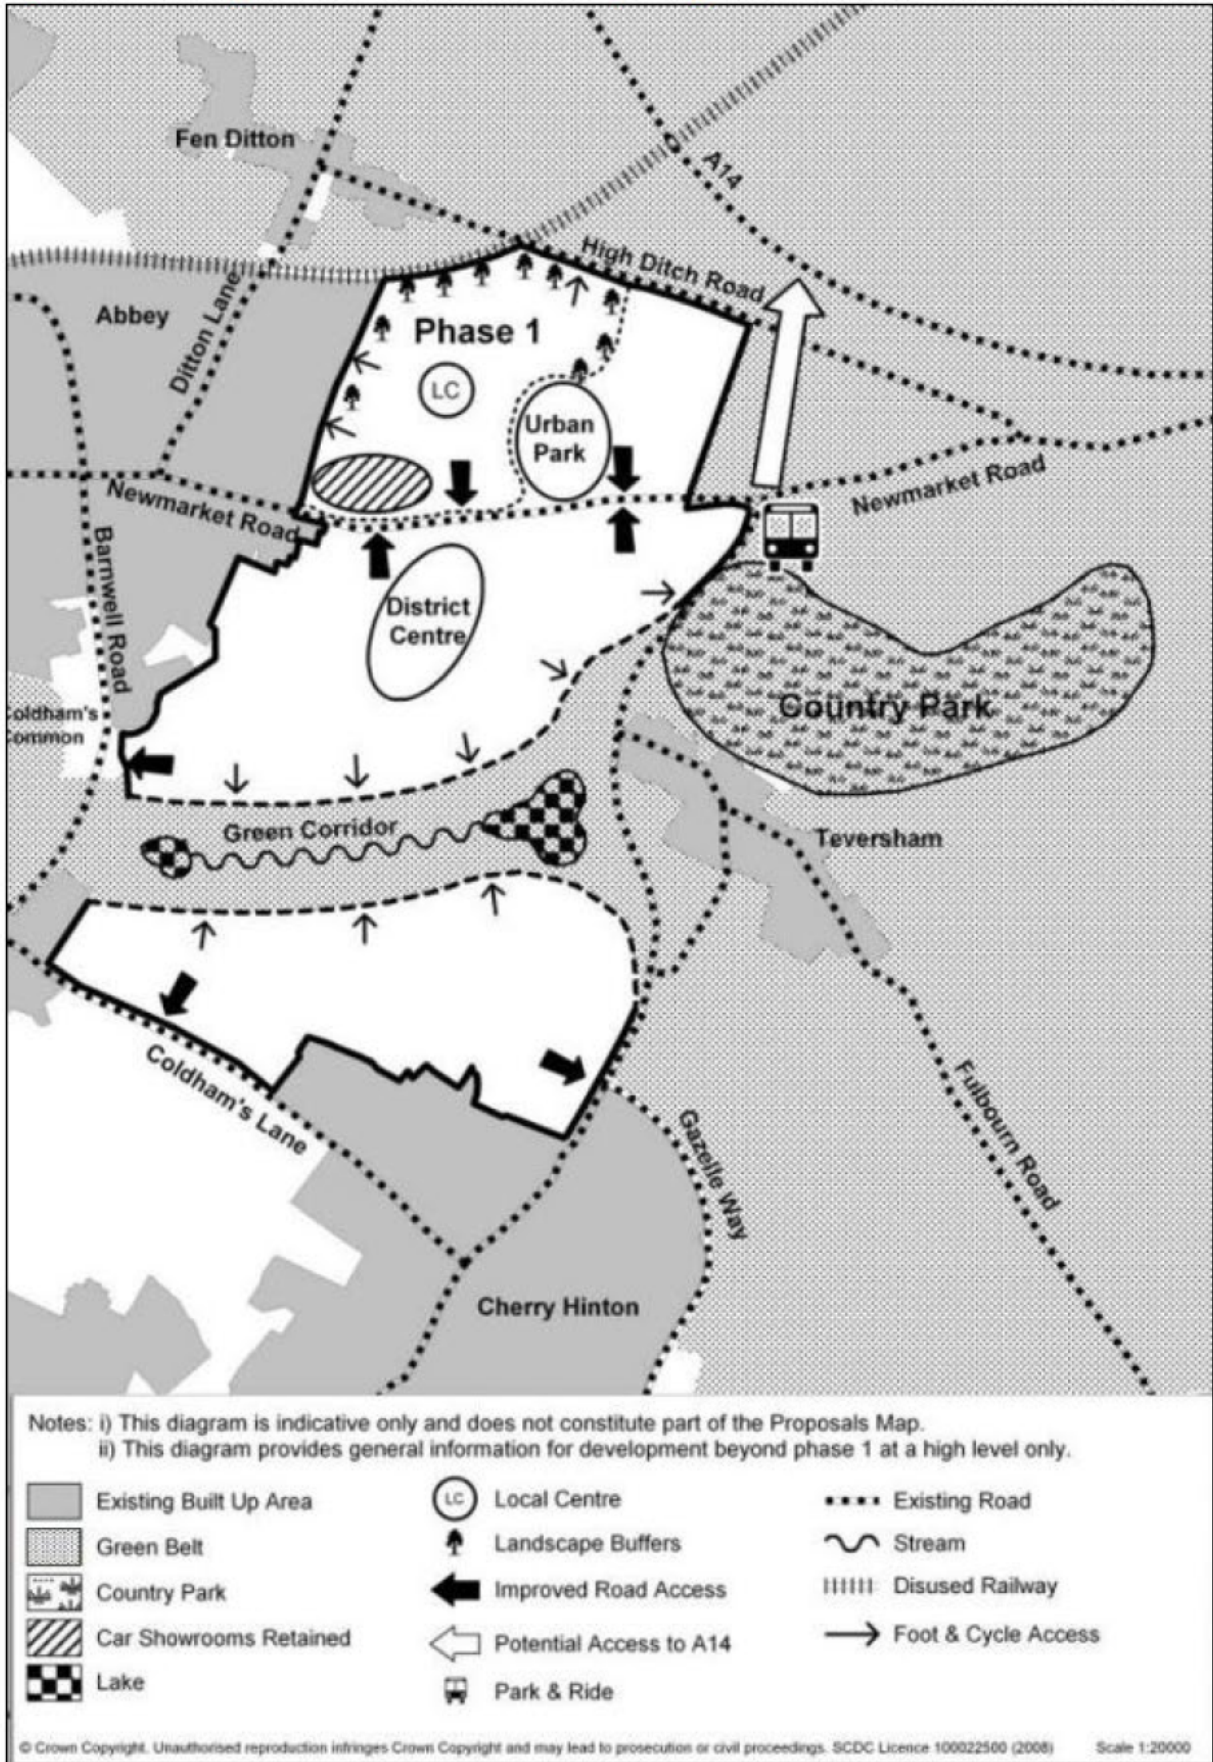 Fen Ditton
A14
High Ditch Road
Abbey
Ditton Lane
Phase 1
LC
Urban
Park
Newmarket Road
Newmarket Road
Barnwell Road
District
Centre
Country Park
oldham's
ommon
Green Corridor
Teversham
Coldham's Lane
Gazelle Way
Fulbourn Road
Cherry Hinton
Notes: i) This diagram is indicative only and does not constitute part of the Proposals Map.
ii) This diagram provides general information for development beyond phase 1 at a high level only.
Existing Built Up Area
Green Belt
Country Park
Car Showrooms Retained
Lake
LC
Local Centre
Landscape Buffers
Improved Road Access
Potential Access to A14
Park & Ride
Existing Road
Stream
Disused Railway
Foot & Cycle Access
© Crown Copyright. Unauthorised reproduction infringes Crown Copyright and may lead to prosecution or civil proceedings. SCDC Licence 100022500 (2008) Scale 1:20000